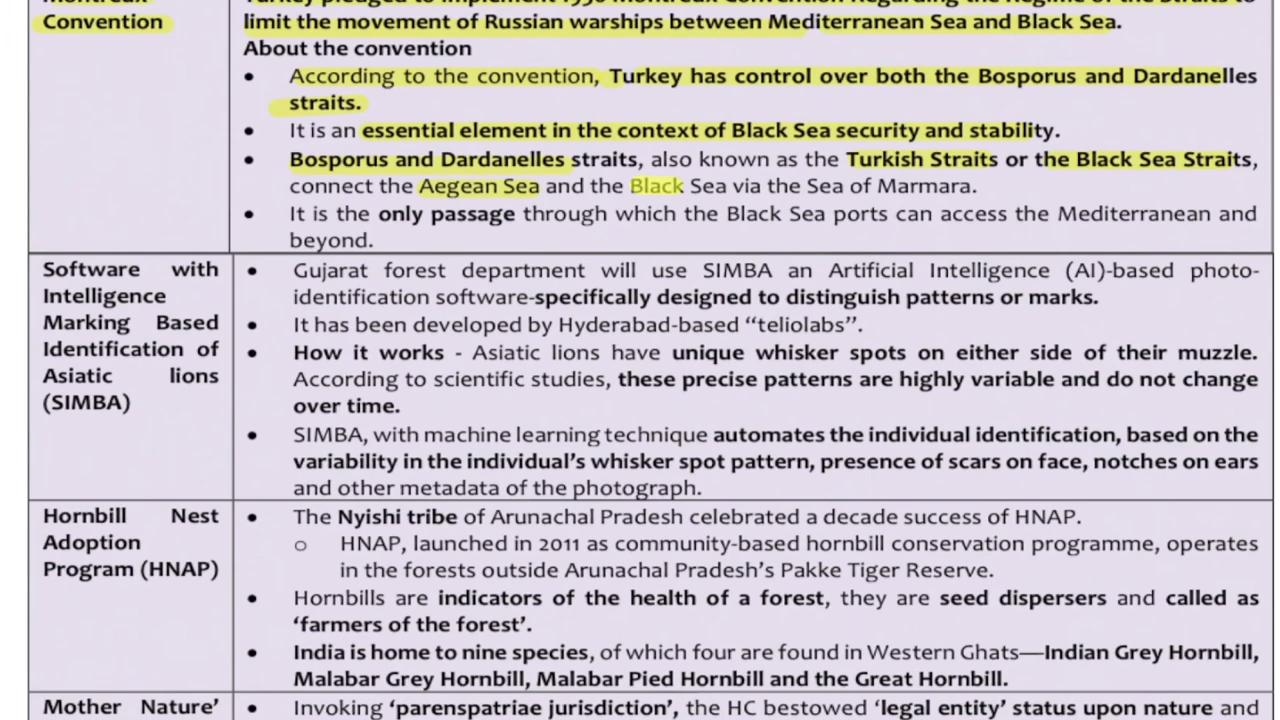 Montreux
Convention
Turkey pledged to implement 1936 Montreux Convention Regarding the Regime of the Straits to
limit the movement of Russian warships between Mediterranean Sea and Black Sea.
About the convention
• According to the convention, Turkey has control over both the Bosporus and Dardanelles
straits.
• It is an essential element in the context of Black Sea security and stability.
• Bosporus and Dardanelles straits, also known as the Turkish Straits or the Black Sea Straits,
connect the Aegean Sea and the Black Sea via the Sea of Marmara.
• It is the only passage through which the Black Sea ports can access the Mediterranean and
beyond.
Software with
Intelligence
Marking Based
Identification of
Asiatic lions
(SIMBA)
• Gujarat forest department will use SIMBA an Artificial Intelligence (AI)-based photo-
identification software-specifically designed to distinguish patterns or marks.
• It has been developed by Hyderabad-based “teliolabs”.
• How it works - Asiatic lions have unique whisker spots on either side of their muzzle.
According to scientific studies, these precise patterns are highly variable and do not change
over time.
• SIMBA, with machine learning technique automates the individual identification, based on the
variability in the individual’s whisker spot pattern, presence of scars on face, notches on ears
and other metadata of the photograph.
Hornbill Nest
Adoption
Program (HNAP)
• The Nyishi tribe of Arunachal Pradesh celebrated a decade success of HNAP.
o HNAP, launched in 2011 as community-based hornbill conservation programme, operates
in the forests outside Arunachal Pradesh’s Pakke Tiger Reserve.
• Hornbills are indicators of the health of a forest, they are seed dispersers and called as
‘farmers of the forest’.
• India is home to nine species, of which four are found in Western Ghats—Indian Grey Hornbill,
Malabar Grey Hornbill, Malabar Pied Hornbill and the Great Hornbill.
Mother Nature’
• Invoking ‘parenspatriae jurisdiction’, the HC bestowed ‘legal entity’ status upon nature and